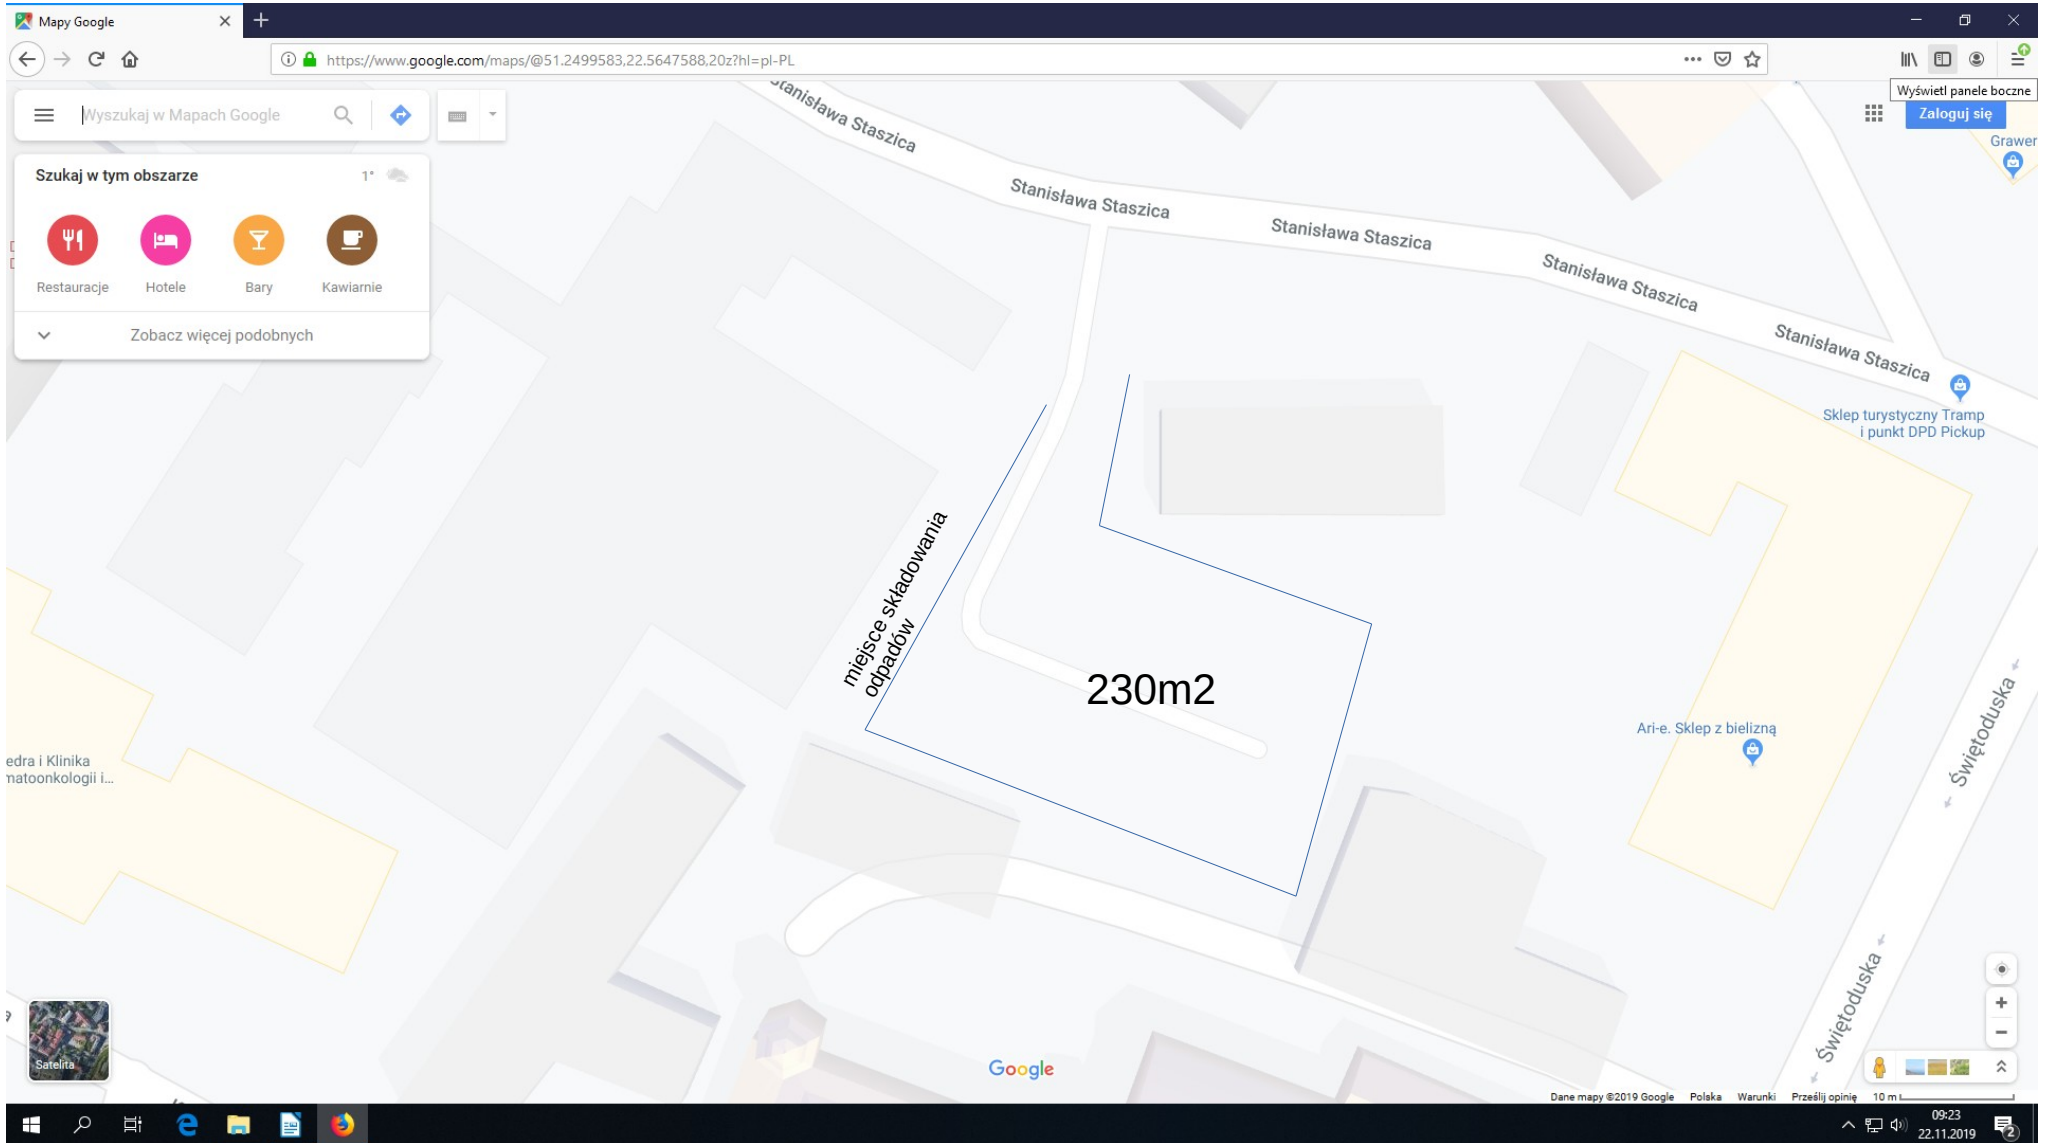 Mapy Google
https://www.google.com/maps/@51.2499583,22.5647588,20z?hl=pl-PL
Wyświetl panele boczne
Wyszukaj w Mapach Google
Zaloguj się
Szukaj w tym obszarze
1°
Restauracje
Hotele
Bary
Kawiarnie
Zobacz więcej podobnych
Stanisława Staszica
Stanisława Staszica
Stanisława Staszica
Stanisława Staszica
Stanisława Staszica
Grawer
Sklep turystyczny Tramp
i punkt DPD Pickup
miejsce składowania
odpadów
230m2
Ari-e. Sklep z bielizną
Świętoduska
Świętoduska
edra i Klinika
natoonkologii i...
Satelita
Google
Dane mapy ©2019 Google Polska Warunki Prześlij opinię 10 m
09:23
22.11.2019
2